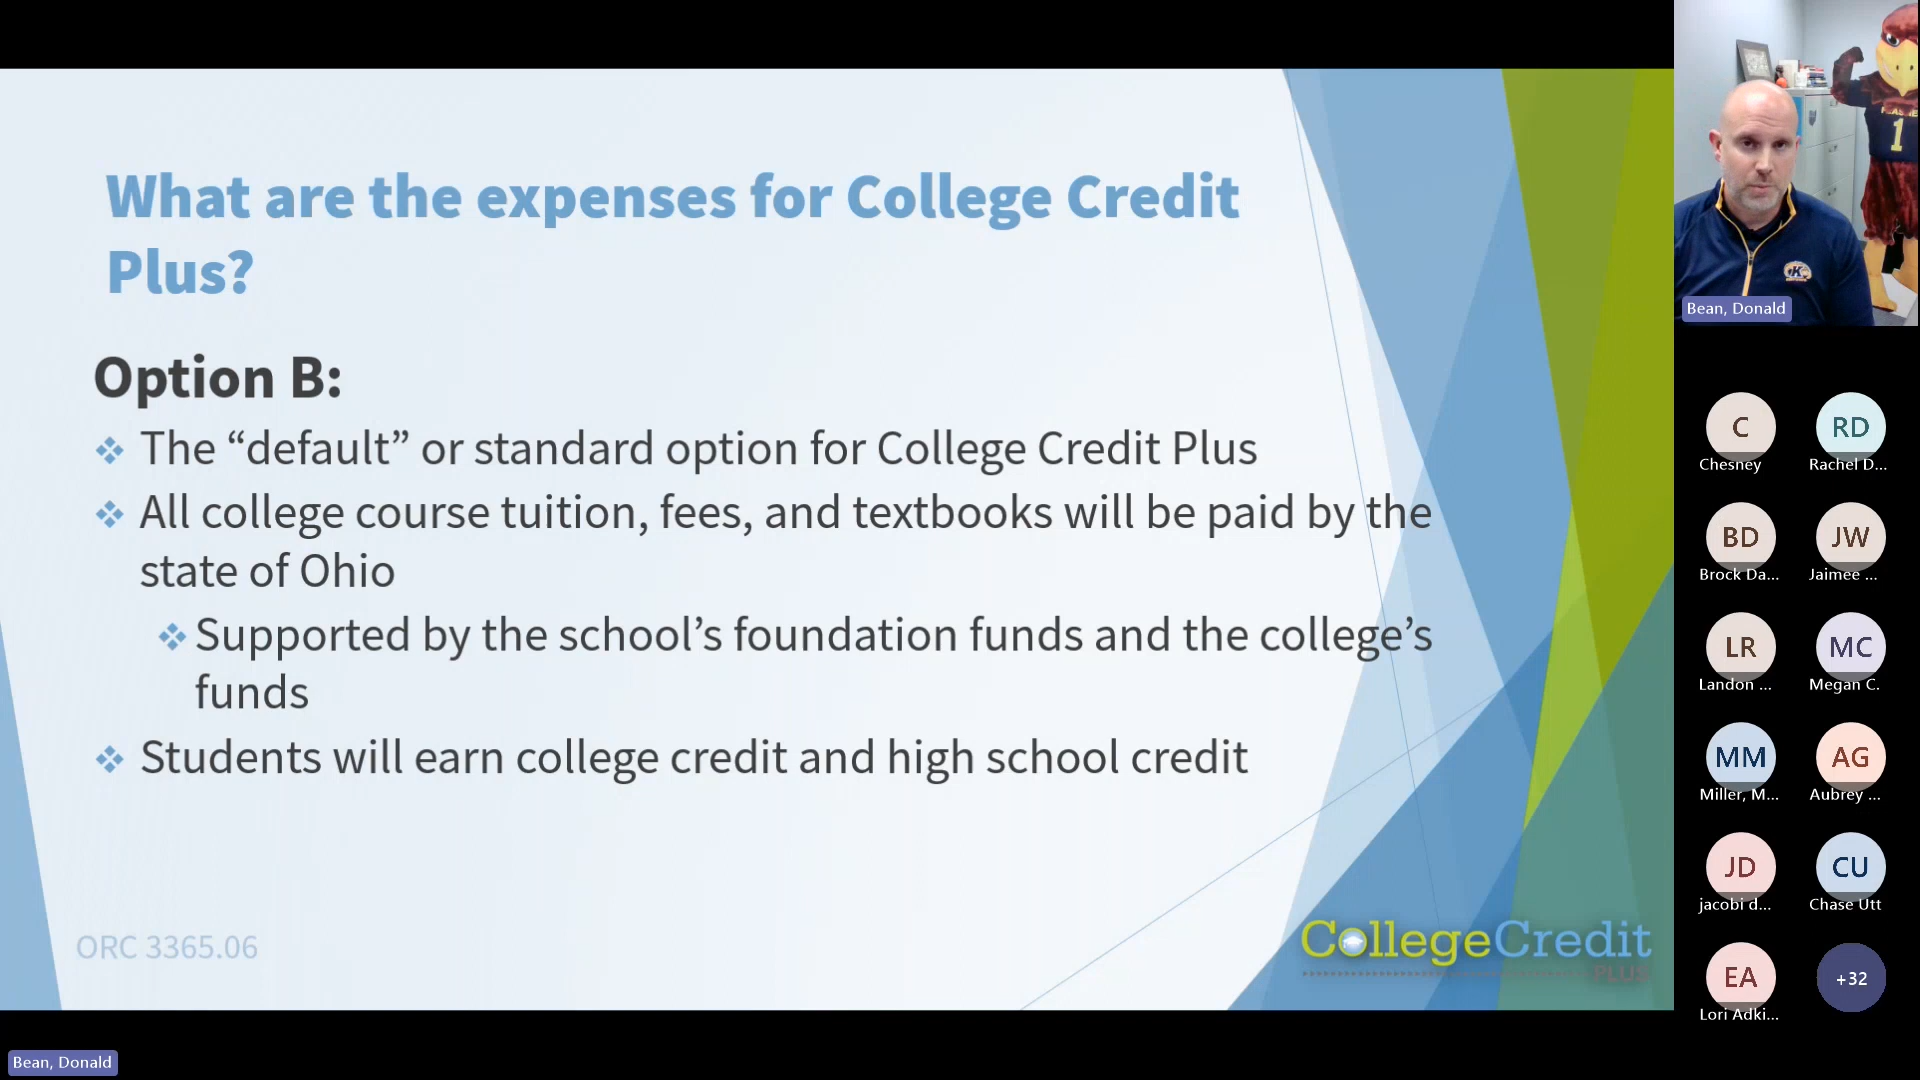 What are the expenses for College Credit
Plus?
Option B:
The “default” or standard option for College Credit Plus
All college course tuition, fees, and textbooks will be paid by the
state of Ohio
Supported by the school’s foundation funds and the college’s
funds
Students will earn college credit and high school credit
ORC 3365.06
CollegeCredit
PLUS
Bean, Donald
1
K
Bean, Donald
C
RD
Chesney
Rachel D...
BD
JW
Brock Da...
Jaimee ...
LR
MC
Landon ...
Megan C.
MM
AG
Miller, M...
Aubrey ...
JD
CU
jacobi d...
Chase Utt
EA
+32
Lori Adki...